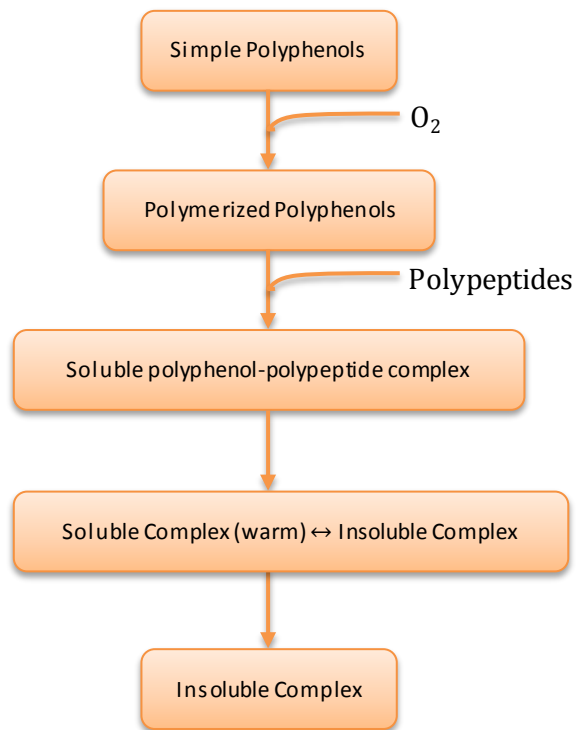 Simple Polyphenols
O₂
Polymerized Polyphenols
Polypeptides
Soluble polyphenol-polypeptide complex
Soluble Complex (warm) ↔ Insoluble Complex
Insoluble Complex